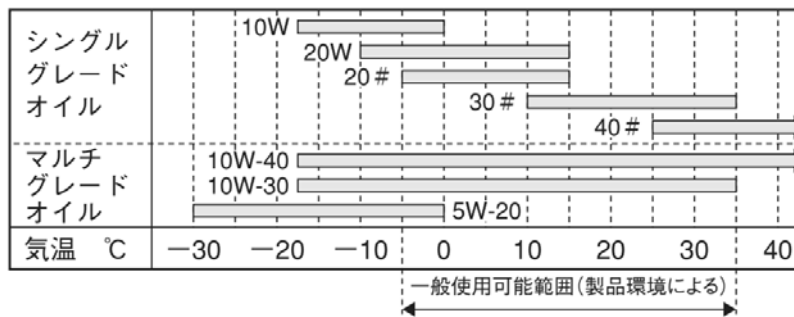 シングル
グレード
オイル
10W
20W
20#
30#
40#
マルチ
グレード
オイル
10W-40
10W-30
5W-20
気温 ℃
-30 -20 -10 0 10 20 30 40
一般使用可能範囲(製品環境による)